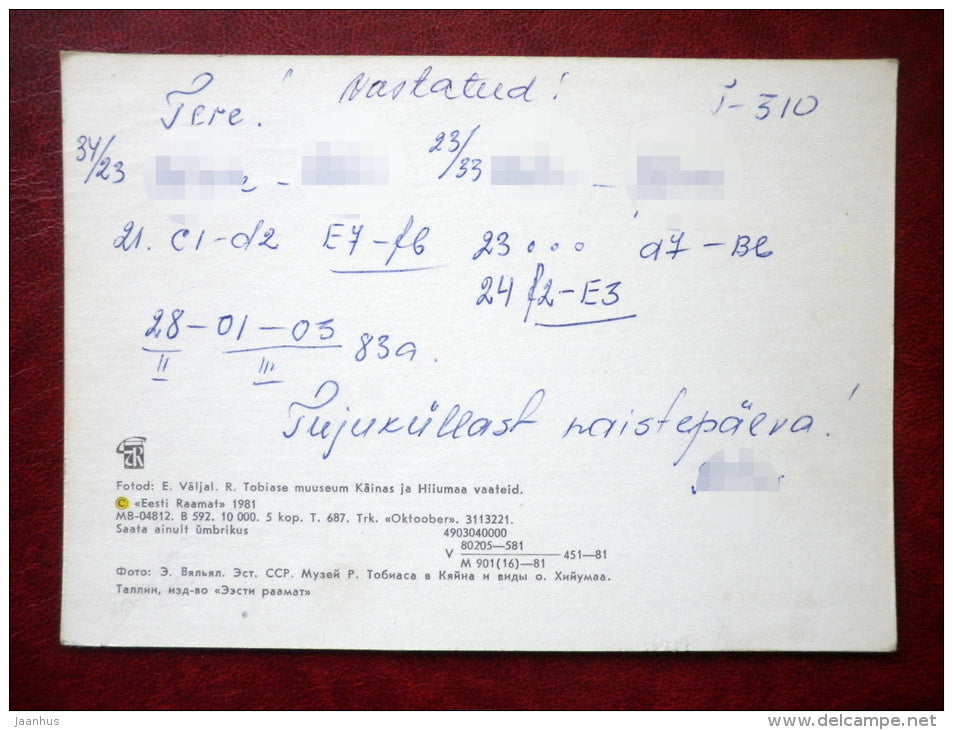 Tere! Vastatud! T-310
34/23 - 23/33 -
21. C1-d2 E7-f6 23 . . . d7-B6
24 f2-E3
28-01-03 83a.
II III
Tujuküllast naistepäeva!
TR
Fotod: E. Väljal. R. Tobiase muuseum Käinas ja Hiiumaa vaateid.
© «Eesti Raamat» 1981
MB-04812. B 592. 10 000. 5 kop. T. 687. Trk. «Oktoober». 3113221.
Saata ainult ümbrikus 4903040000
V 80205—581 / M 901(16)—81 451—81
Фото: Э. Вяльял. Эст. ССР. Музей Р. Тобиаса в Кяйна и виды о. Хийумаа.
Таллин, изд-во «Ээсти раамат»
jaanhus www.delcampe.net